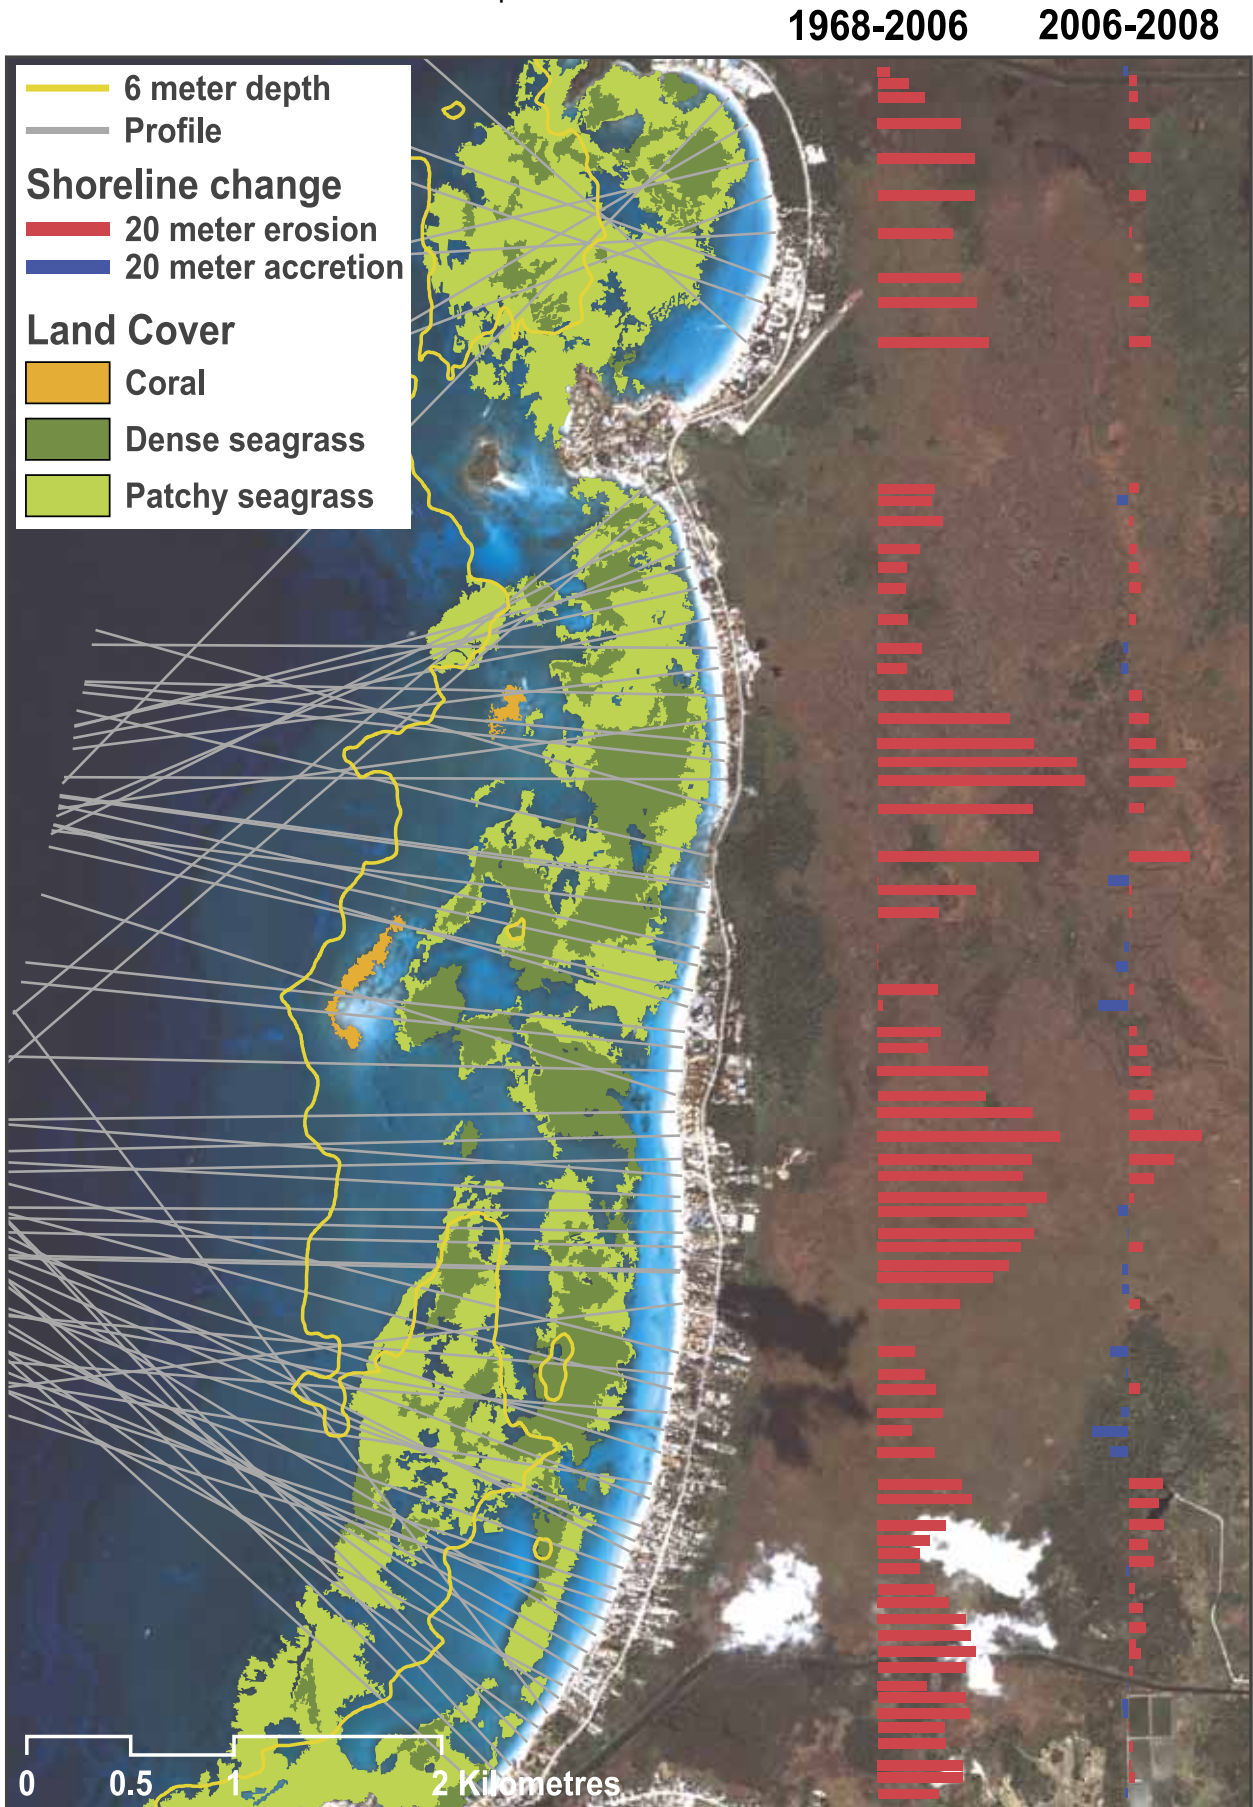 1968-2006 2006-2008
6 meter depth
Profile
Shoreline change
20 meter erosion
20 meter accretion
Land Cover
Coral
Dense seagrass
Patchy seagrass
0 0.5 1 2 Kilometres